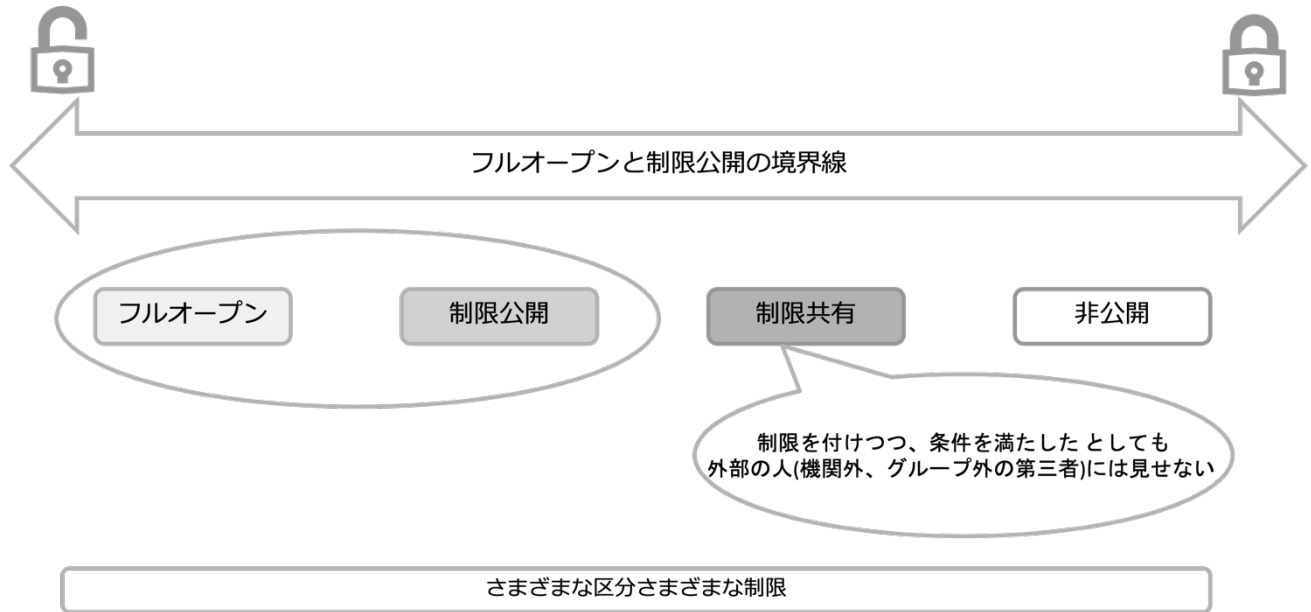 フルオープンと制限公開の境界線
フルオープン
制限公開
制限共有
非公開
制限を付けつつ、条件を満たした としても
外部の人(機関外、グループ外の第三者)には見せない
さまざまな区分さまざまな制限